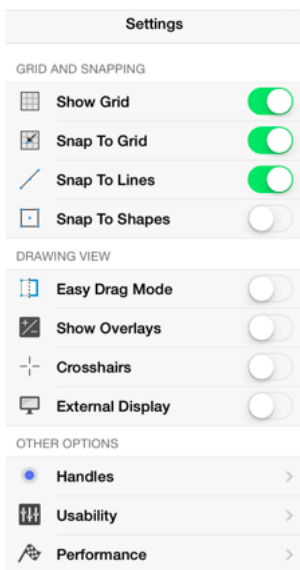 Settings
GRID AND SNAPPING
Show Grid
Snap To Grid
Snap To Lines
Snap To Shapes
DRAWING VIEW
Easy Drag Mode
Show Overlays
Crosshairs
External Display
OTHER OPTIONS
Handles
Usability
Performance